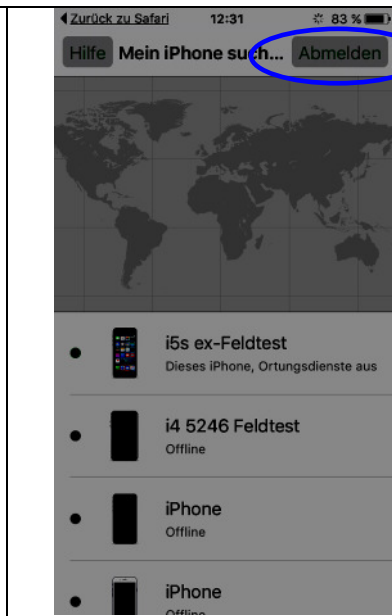 Zurück zu Safari 12:31 83 %
Hilfe Mein iPhone such... Abmelden
i5s ex-Feldtest
Dieses iPhone, Ortungsdienste aus
i4 5246 Feldtest
Offline
iPhone
Offline
iPhone
Offline